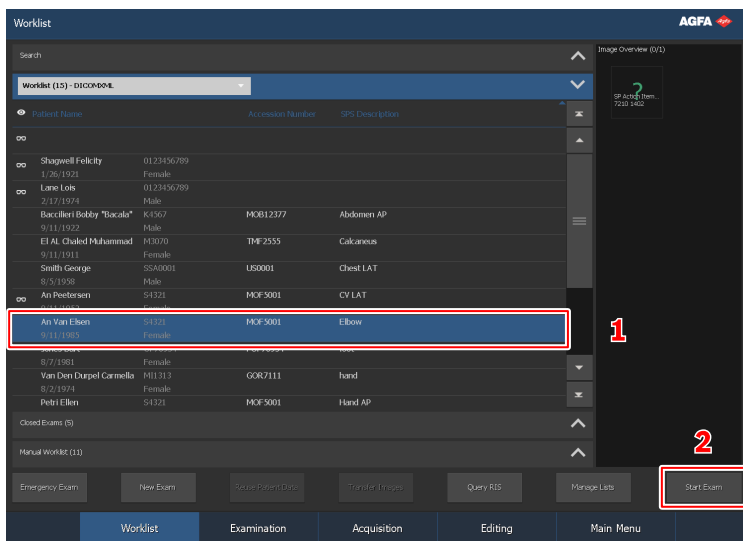 Worklist
AGFA
Search
Image Overview (0/1)
Worklist (15) - DICOMXML
?
SP Action Item...
7210 1402
Patient Name Accession Number SPS Description
Shagwell Felicity 0123456789
1/26/1921 Female
Lane Lois 0123456789
2/17/1974 Male
Baccilieri Bobby "Bacala" K4567 MOB12377 Abdomen AP
9/11/1922 Male
El AL Chaled Muhammad M3070 TMF2555 Calcaneus
9/11/1911 Female
Smith George SSA0001 US0001 Chest LAT
8/5/1958 Male
An Peetersen S4321 MOF5001 CV LAT
An Van Elsen S4321 MOF5001 Elbow
9/11/1985 Female
1
8/7/1981 Female
Van Den Durpel Carmella MI1313 GOR7111 hand
8/2/1974 Female
Petri Ellen S4321 MOF5001 Hand AP
Closed Exams (5)
Manual Worklist (11)
2
Emergency Exam New Exam Reuse Patient Data Transfer Images Query RIS Manage Lists Start Exam
Worklist Examination Acquisition Editing Main Menu